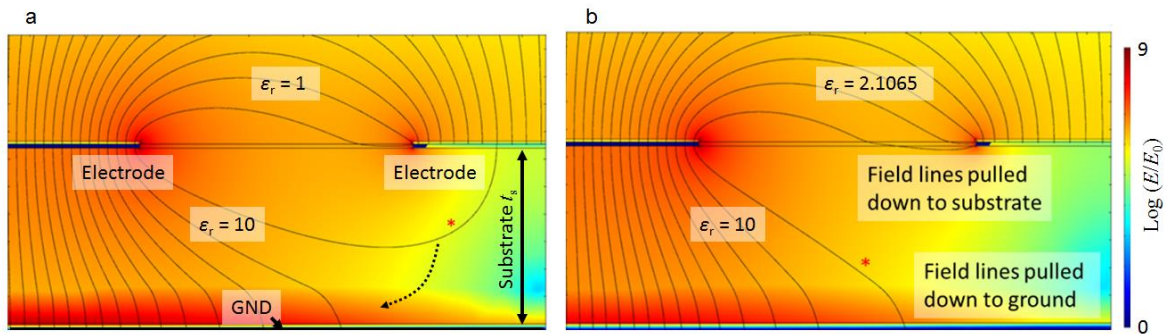 a
b
εr = 1
εr = 2.1065
Electrode
Electrode
Field lines pulled
down to substrate
εr = 10
εr = 10
Substrate ts
*
*
GND
Field lines pulled
down to ground
9
Log (E/E0)
0